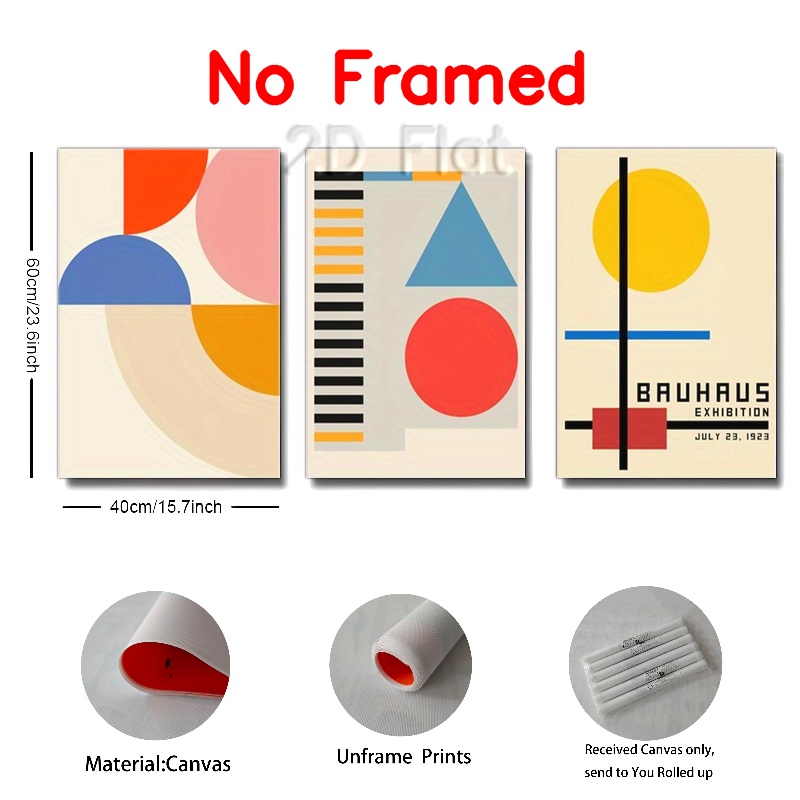 No Framed
2D Flat
60cm/23.6inch
40cm/15.7inch
BAUHAUS
EXHIBITION
JULY 23, 1923
Material:Canvas
Unframe Prints
Received Canvas only,
send to You Rolled up